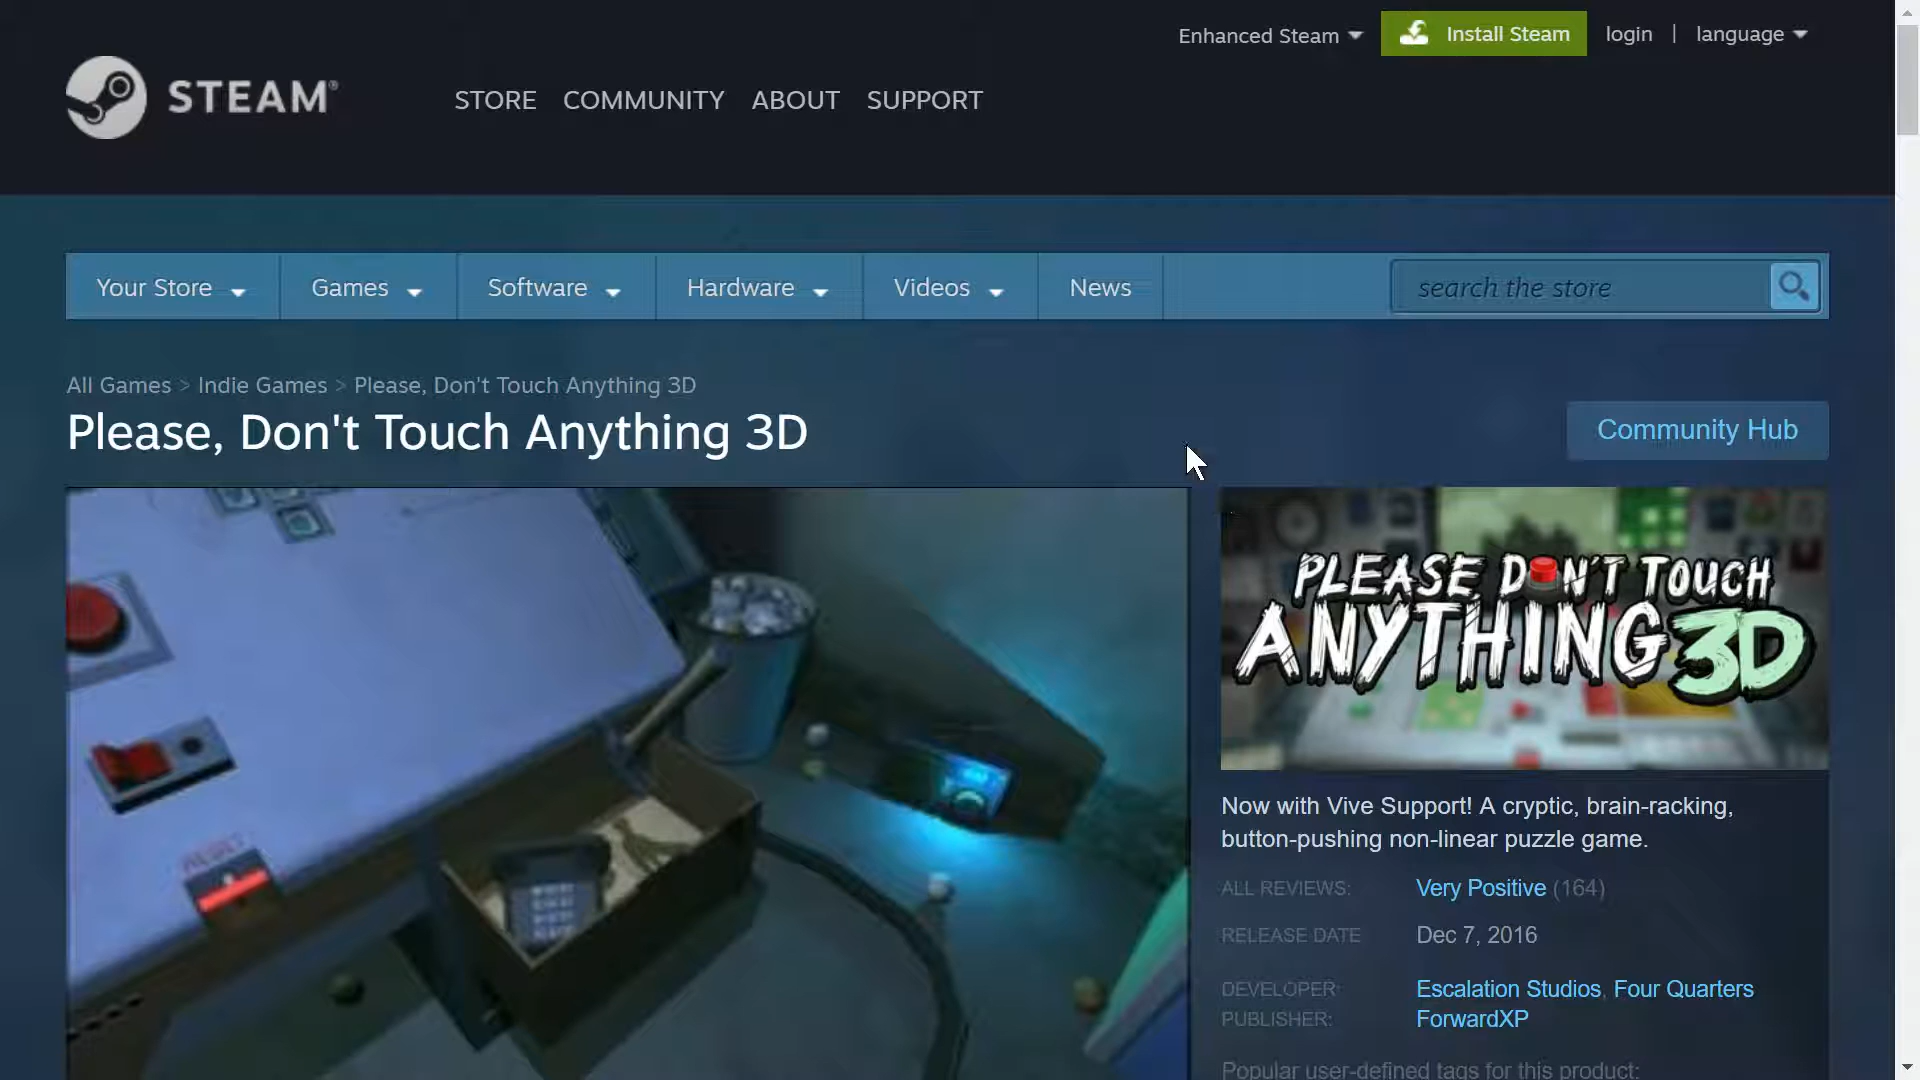 Enhanced Steam
Install Steam
login
|
language
STEAM®
STORE
COMMUNITY
ABOUT
SUPPORT
Your Store
Games
Software
Hardware
Videos
News
search the store
All Games > Indie Games > Please, Don't Touch Anything 3D
Please, Don't Touch Anything 3D
Community Hub
PLEASE DON'T TOUCH
ANYTHING 3D
RESET
Now with Vive Support! A cryptic, brain-racking,
button-pushing non-linear puzzle game.
ALL REVIEWS: Very Positive (164)
RELEASE DATE Dec 7, 2016
DEVELOPER: Escalation Studios, Four Quarters
PUBLISHER: ForwardXP
Popular user-defined tags for this product: